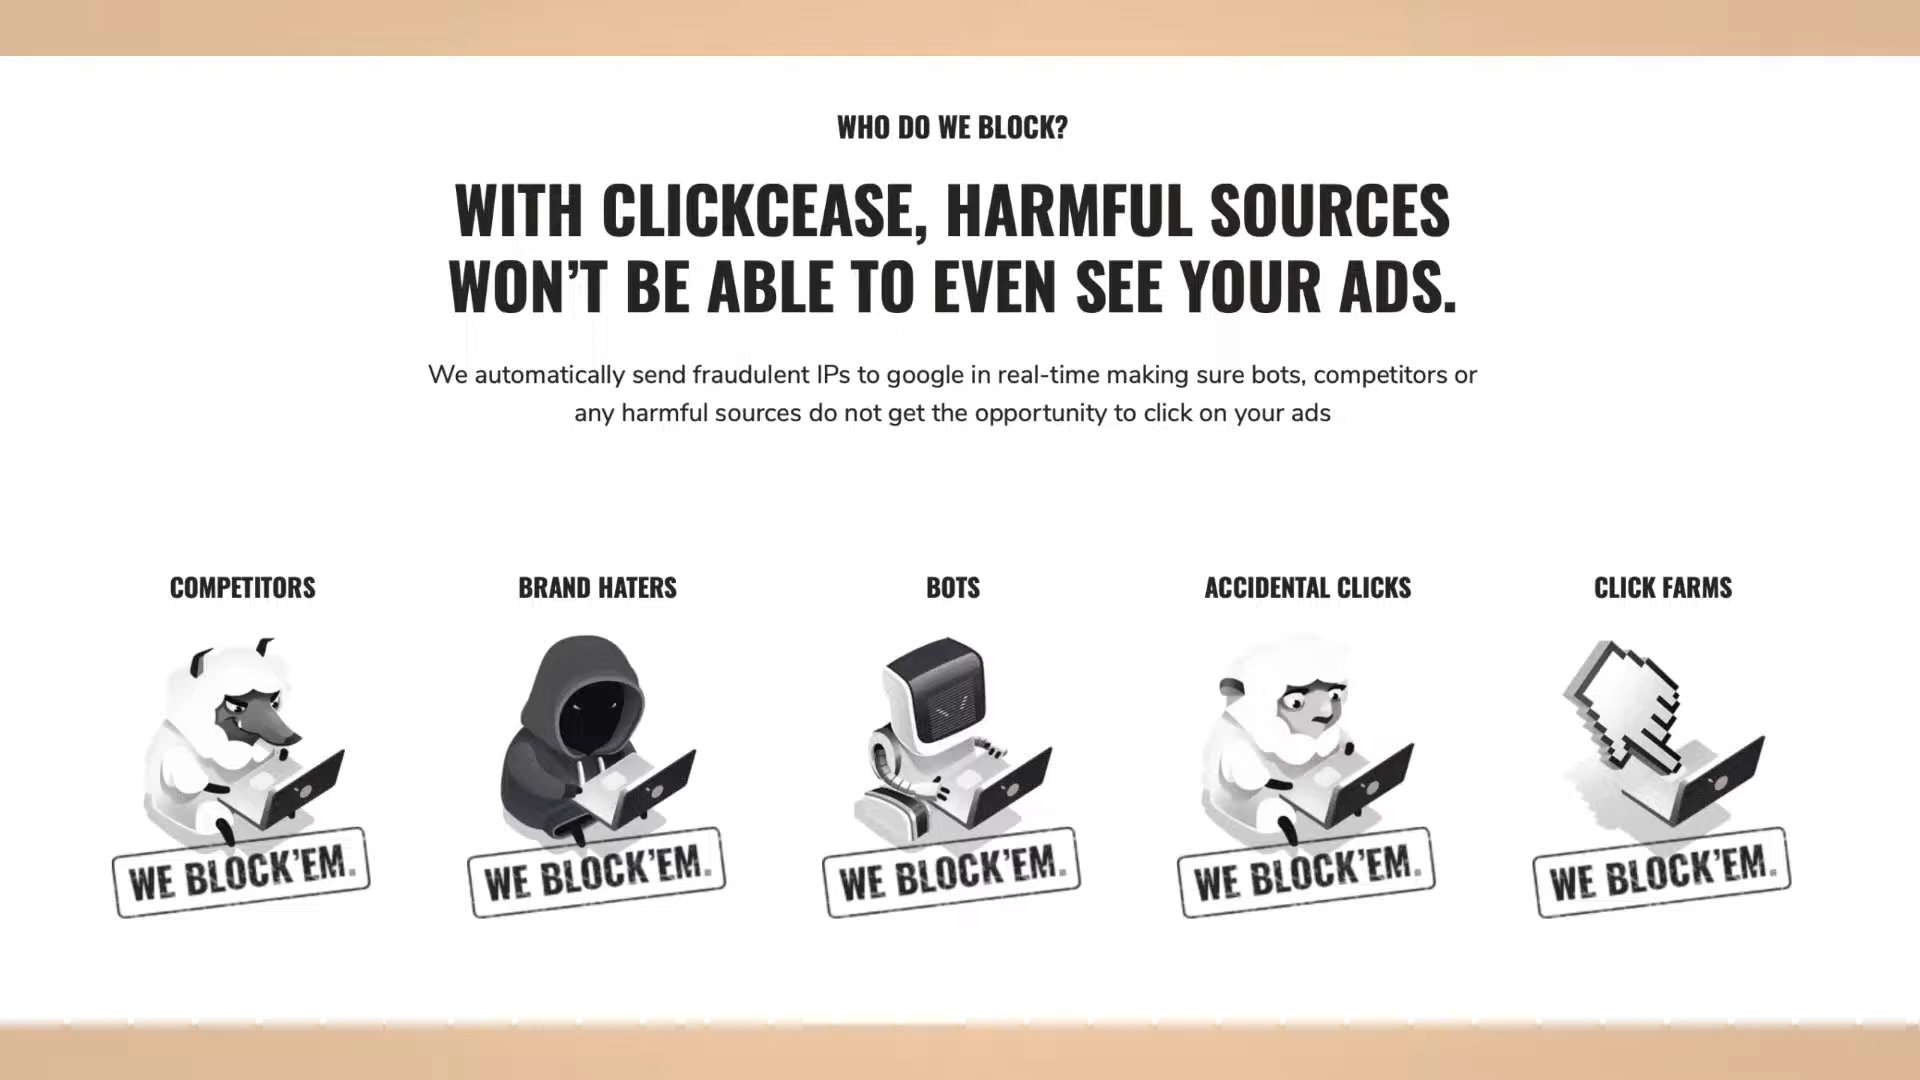 WHO DO WE BLOCK?
WITH CLICKCEASE, HARMFUL SOURCES
WON’T BE ABLE TO EVEN SEE YOUR ADS.
We automatically send fraudulent IPs to google in real-time making sure bots, competitors or
any harmful sources do not get the opportunity to click on your ads
COMPETITORS
BRAND HATERS
BOTS
ACCIDENTAL CLICKS
CLICK FARMS
WE BLOCK’EM.
WE BLOCK’EM.
WE BLOCK’EM.
WE BLOCK’EM.
WE BLOCK’EM.